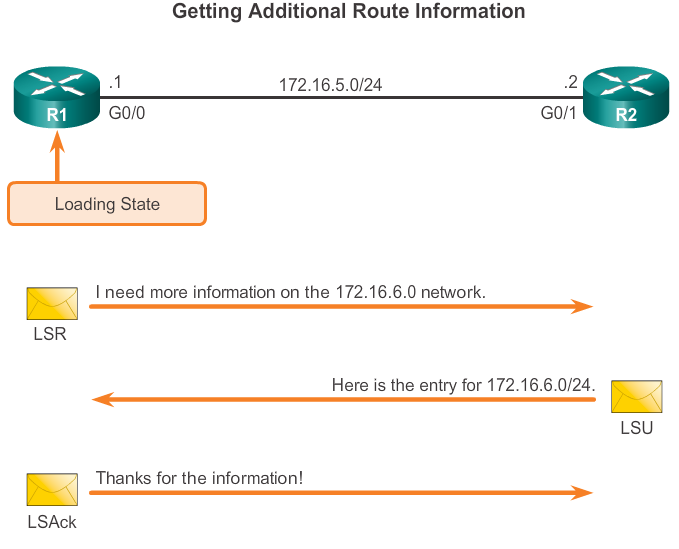 Getting Additional Route Information
.1
172.16.5.0/24
.2
R1
G0/0
G0/1
R2
Loading State
I need more information on the 172.16.6.0 network.
LSR
Here is the entry for 172.16.6.0/24.
LSU
Thanks for the information!
LSAck